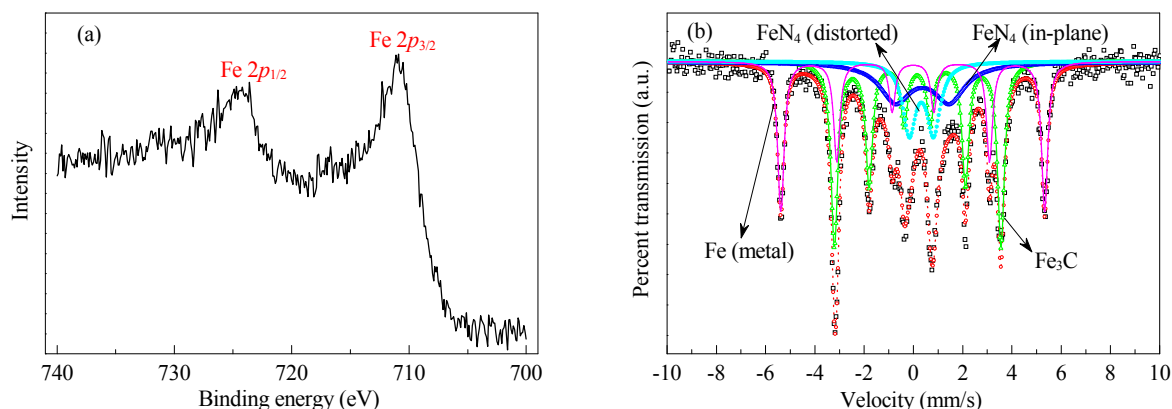 (a)
Fe 2p1/2
Fe 2p3/2
Intensity
740 730 720 710 700
Binding energy (eV)
(b)
FeN4 (distorted)
FeN4 (in-plane)
Fe (metal)
Fe3C
Percent transmission (a.u.)
-10 -8 -6 -4 -2 0 2 4 6 8 10
Velocity (mm/s)